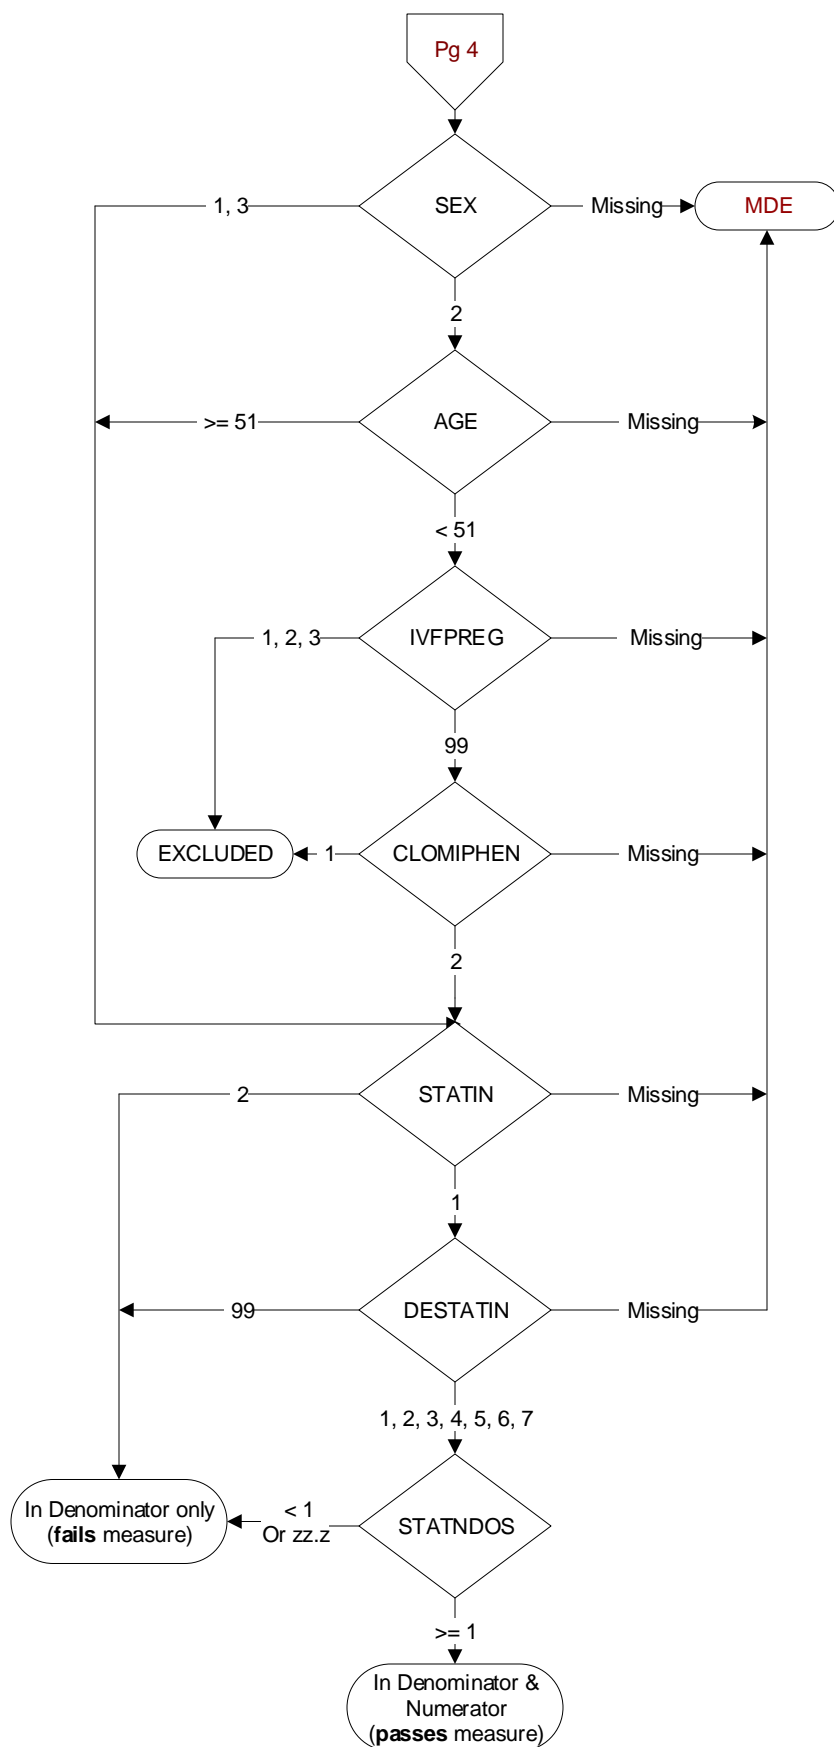 Pg 4
1, 3
SEX
Missing
MDE
2
>= 51
AGE
Missing
< 51
1, 2, 3
IVFPREG
Missing
99
EXCLUDED
1
CLOMIPHEN
Missing
2
2
STATIN
Missing
1
99
DESTATIN
Missing
1, 2, 3, 4, 5, 6, 7
In Denominator only
(fails measure)
< 1
Or zz.z
STATNDOS
>= 1
In Denominator &
Numerator
(passes measure)